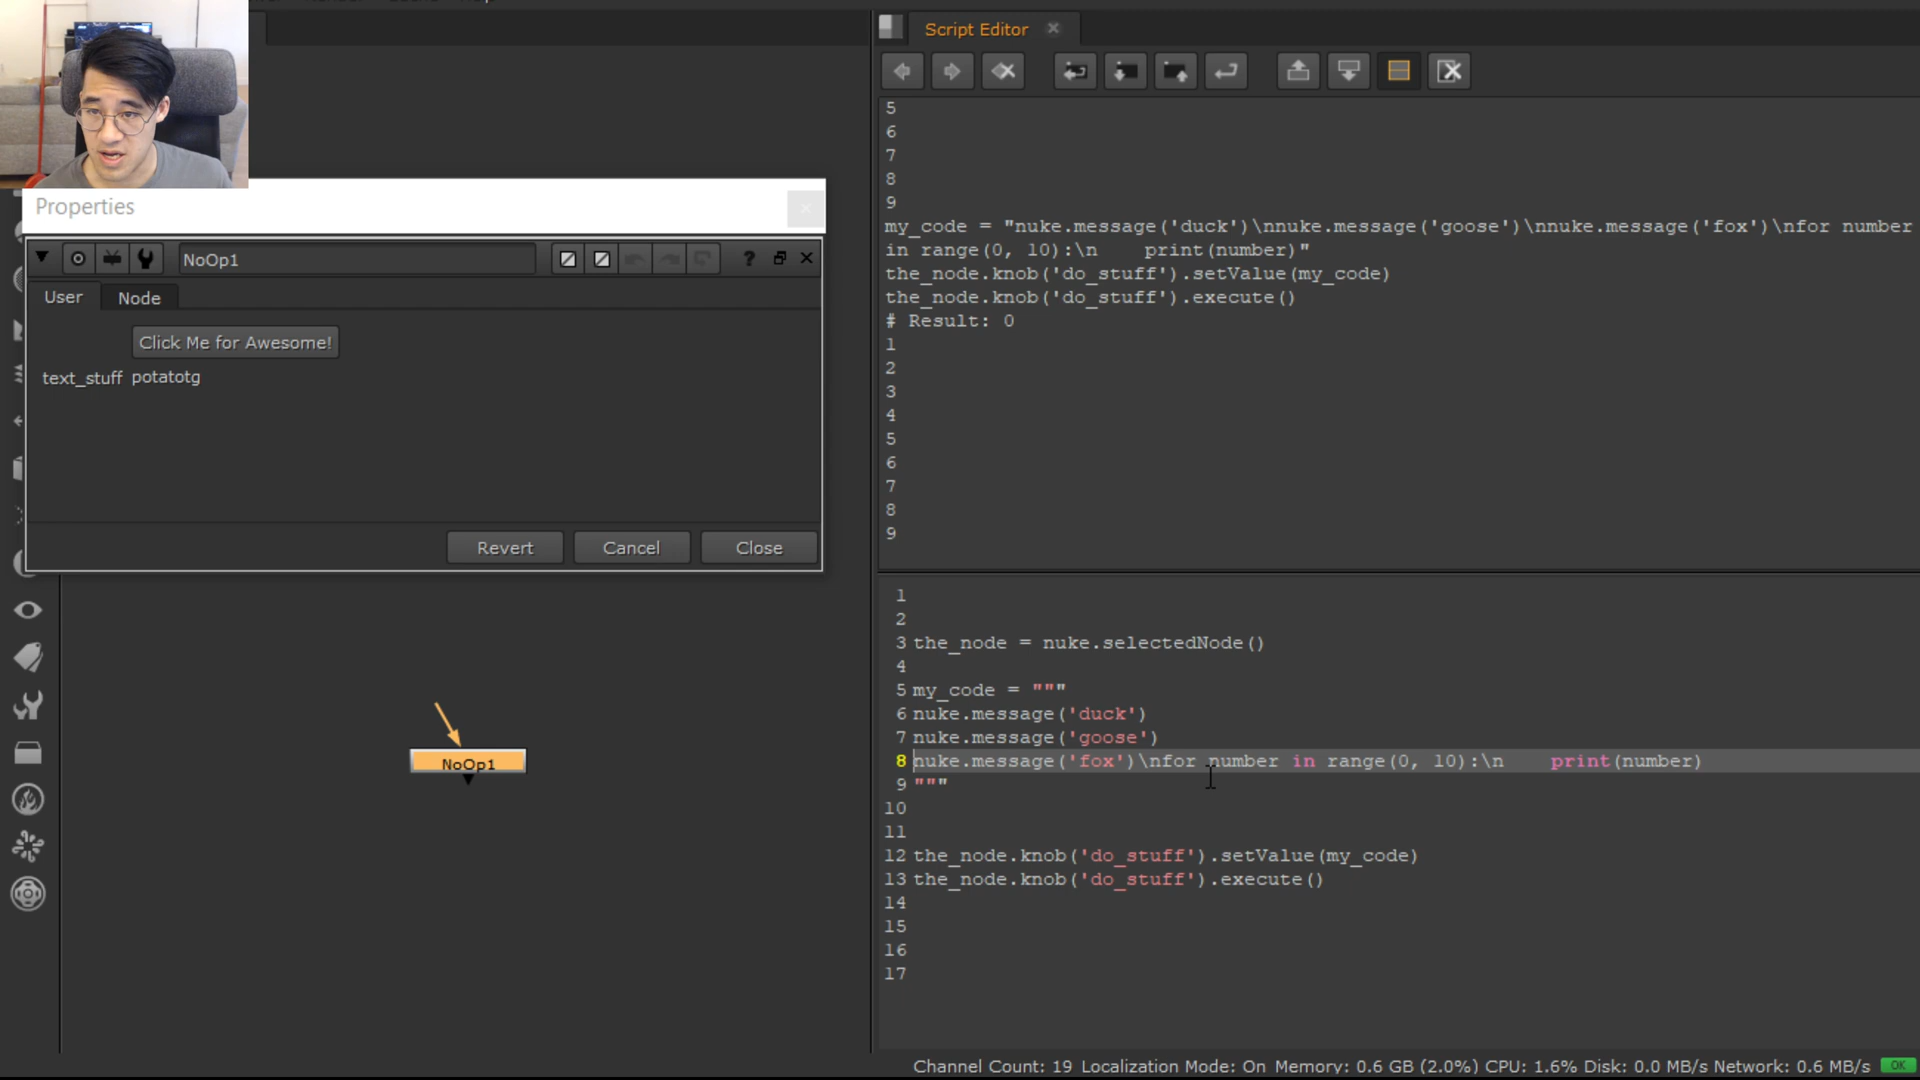 Script Editor
Properties
NoOp1
User Node
Click Me for Awesome!
text_stuff potatotg
Revert Cancel Close
NoOp1
5
6
7
8
9
my_code = "nuke.message('duck')\nnuke.message('goose')\nnuke.message('fox')\nfor number
in range(0, 10):\n    print(number)"
the_node.knob('do_stuff').setValue(my_code)
the_node.knob('do_stuff').execute()
# Result: 0
1
2
3
4
5
6
7
8
9
1
2
3 the_node = nuke.selectedNode()
4
5 my_code = """
6 nuke.message('duck')
7 nuke.message('goose')
8 nuke.message('fox')\nfor number in range(0, 10):\n    print(number)
9 """
10
11
12 the_node.knob('do_stuff').setValue(my_code)
13 the_node.knob('do_stuff').execute()
14
15
16
17
Channel Count: 19 Localization Mode: On Memory: 0.6 GB (2.0%) CPU: 1.6% Disk: 0.0 MB/s Network: 0.6 MB/s OK